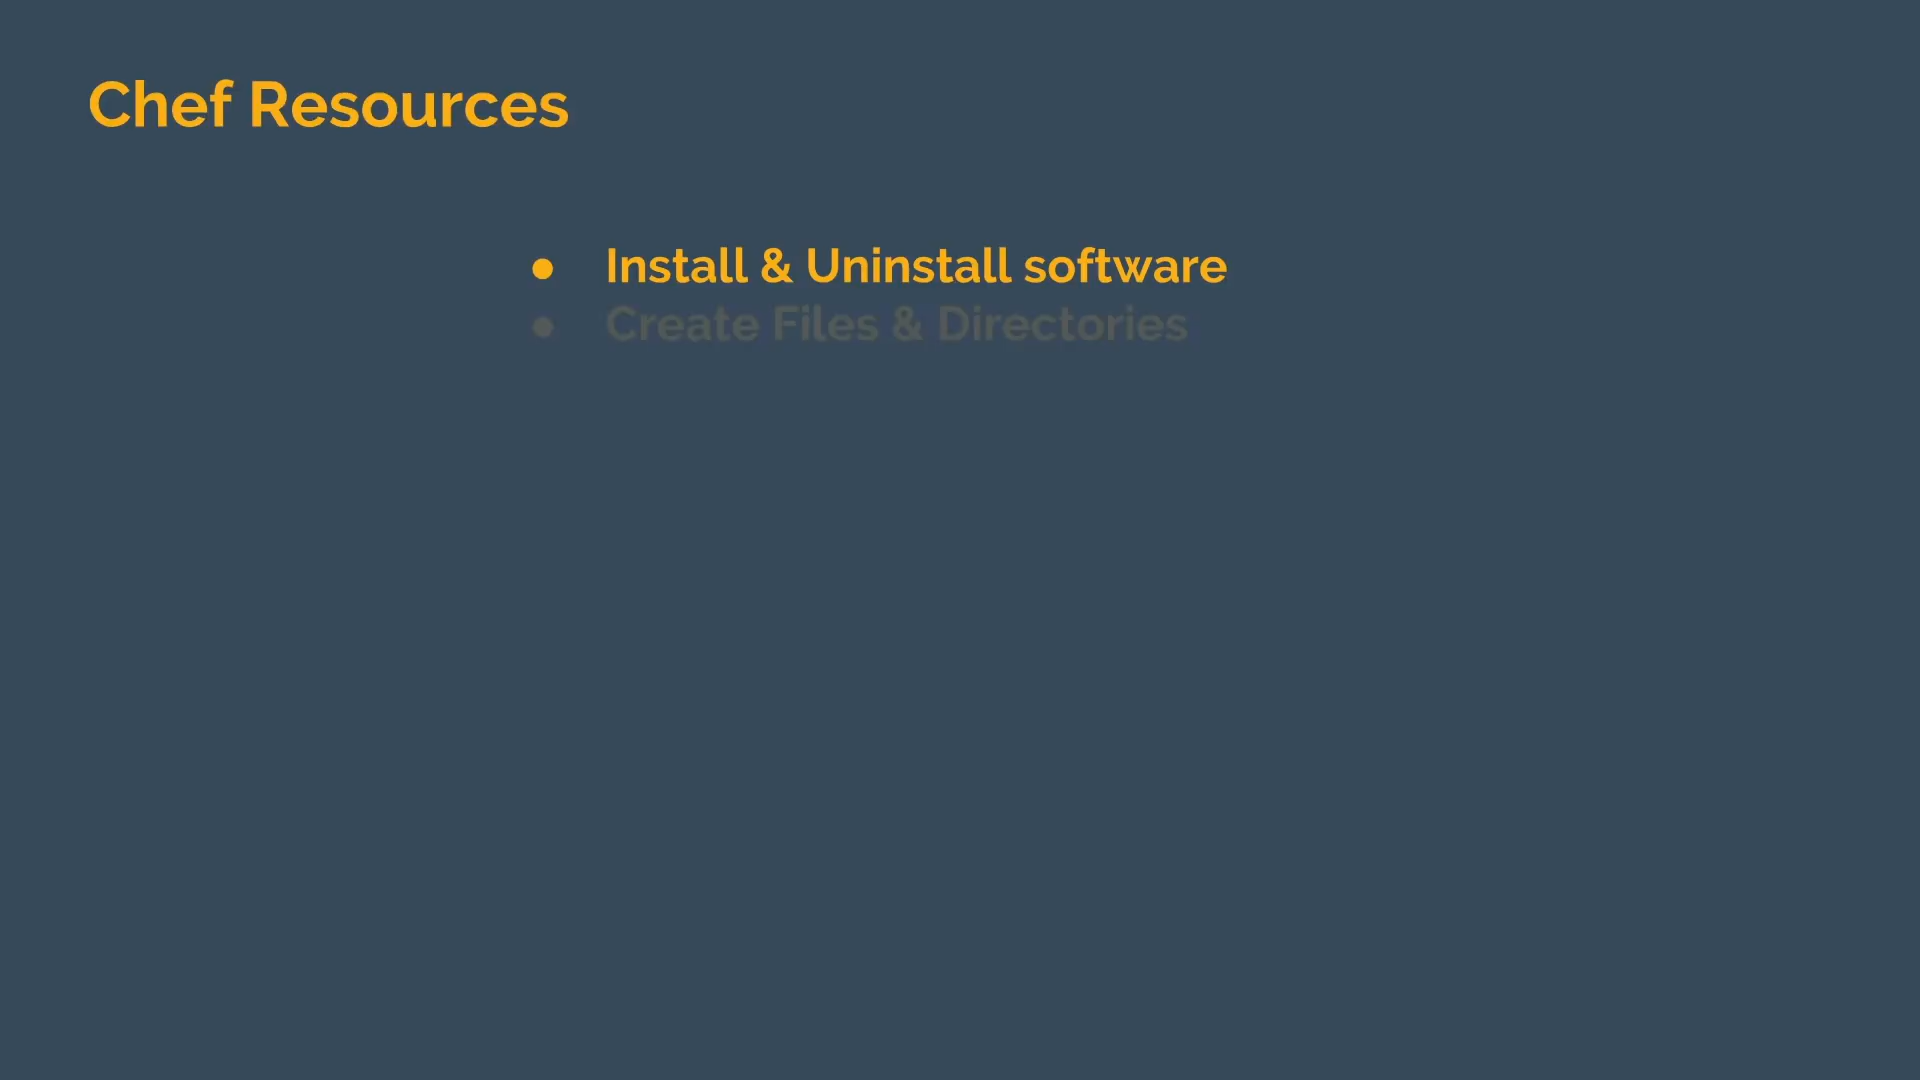 Chef Resources
● Install & Uninstall software
● Create Files & Directories